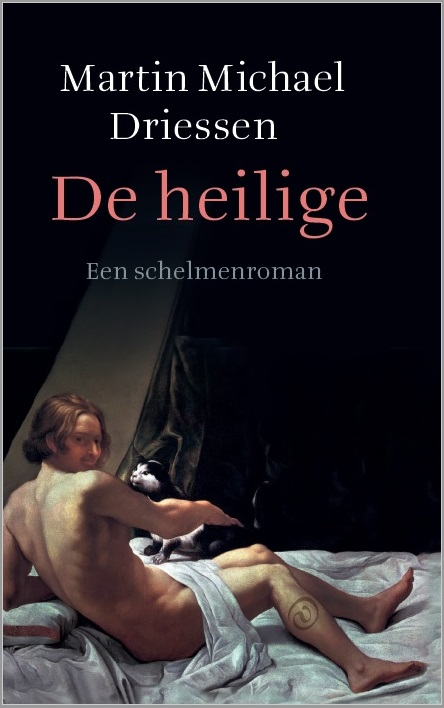 Martin Michael
Driessen
De heilige
Een schelmenroman